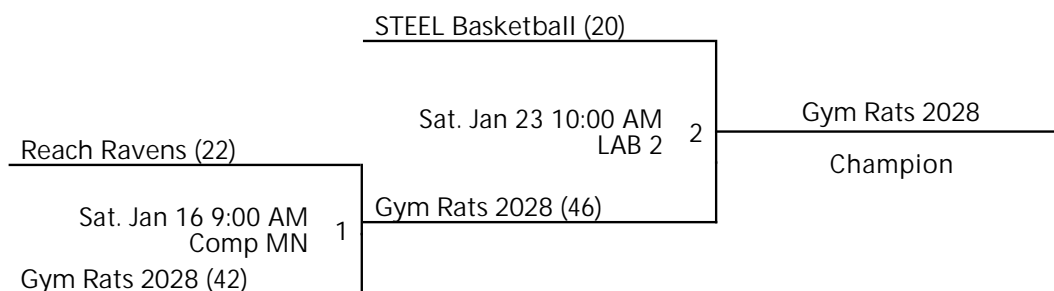 STEEL Basketball (20)
Sat. Jan 23 10:00 AM
LAB 2
2
Gym Rats 2028
Champion
Reach Ravens (22)
Sat. Jan 16 9:00 AM
Comp MN
1
Gym Rats 2028 (46)
Gym Rats 2028 (42)